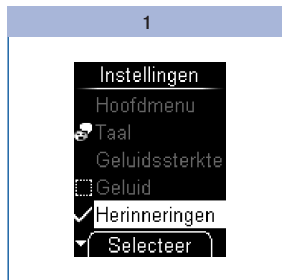 1
Instellingen
Hoofdmenu
Taal
Geluidssterkte
Geluid
Herinneringen
Selecteer